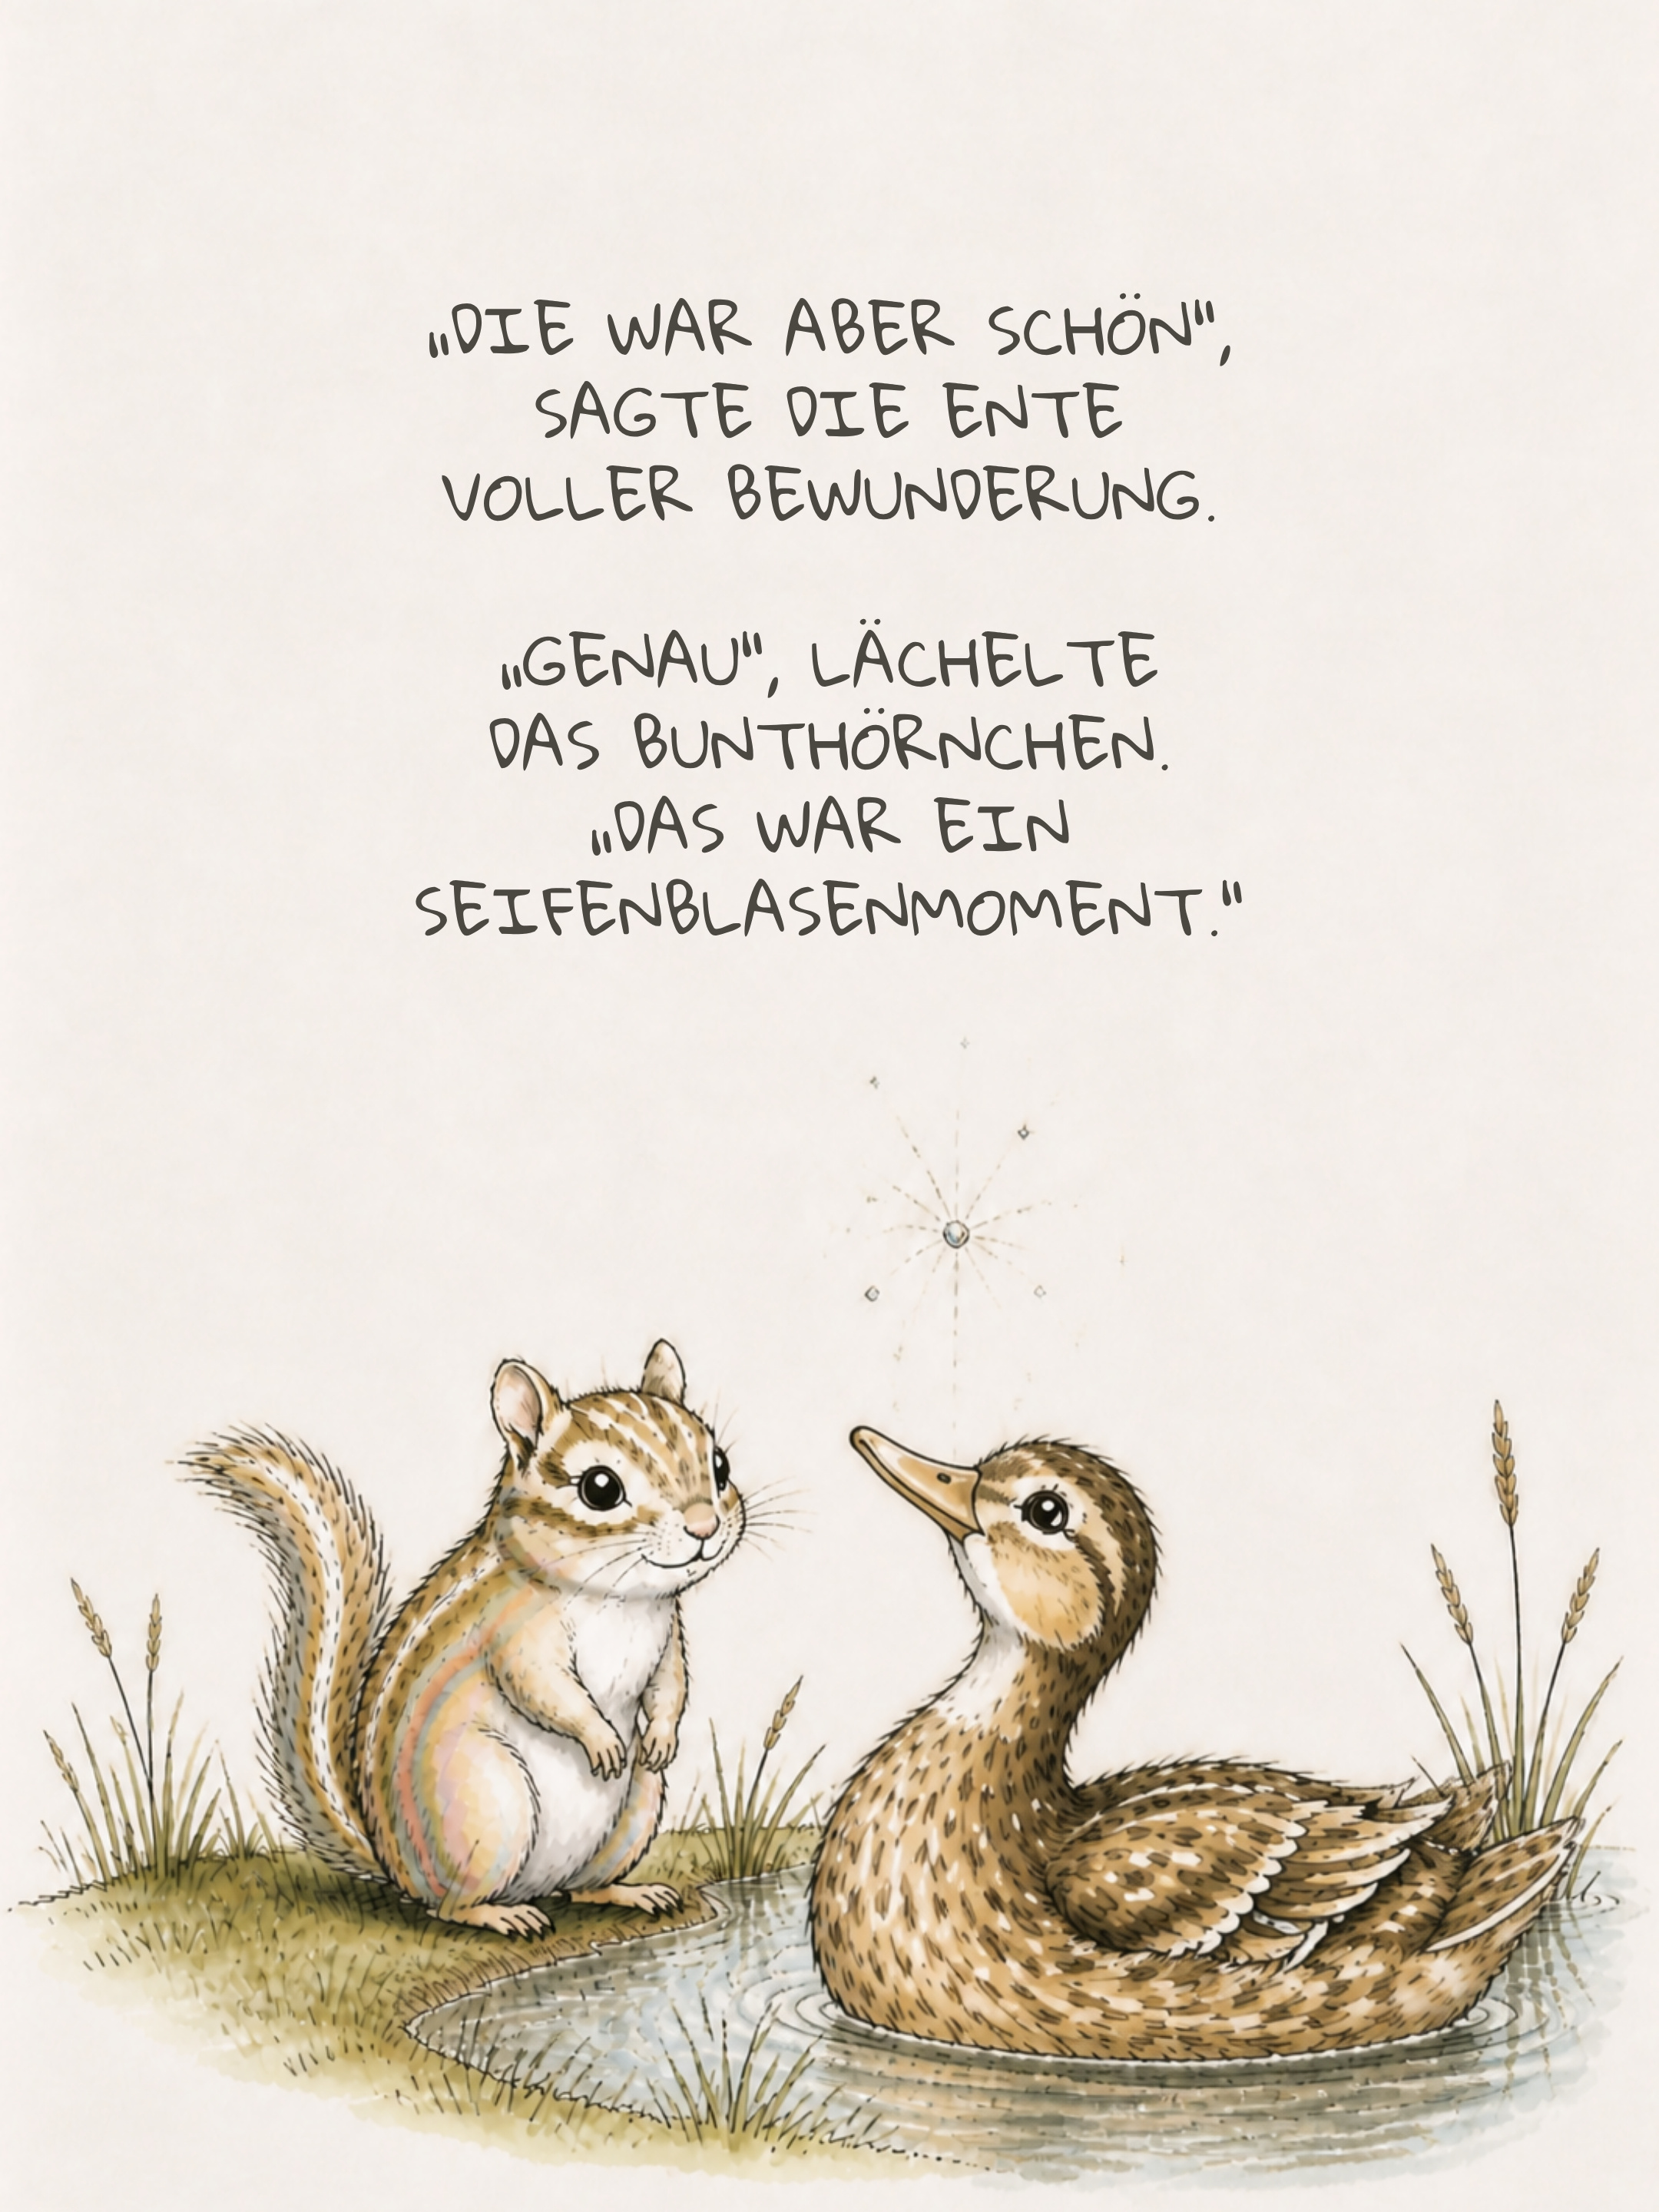 „DIE WAR ABER SCHÖN",
SAGTE DIE ENTE
VOLLER BEWUNDERUNG.
„GENAU", LÄCHELTE
DAS BUNTHÖRNCHEN.
„DAS WAR EIN
SEIFENBLASENMOMENT."